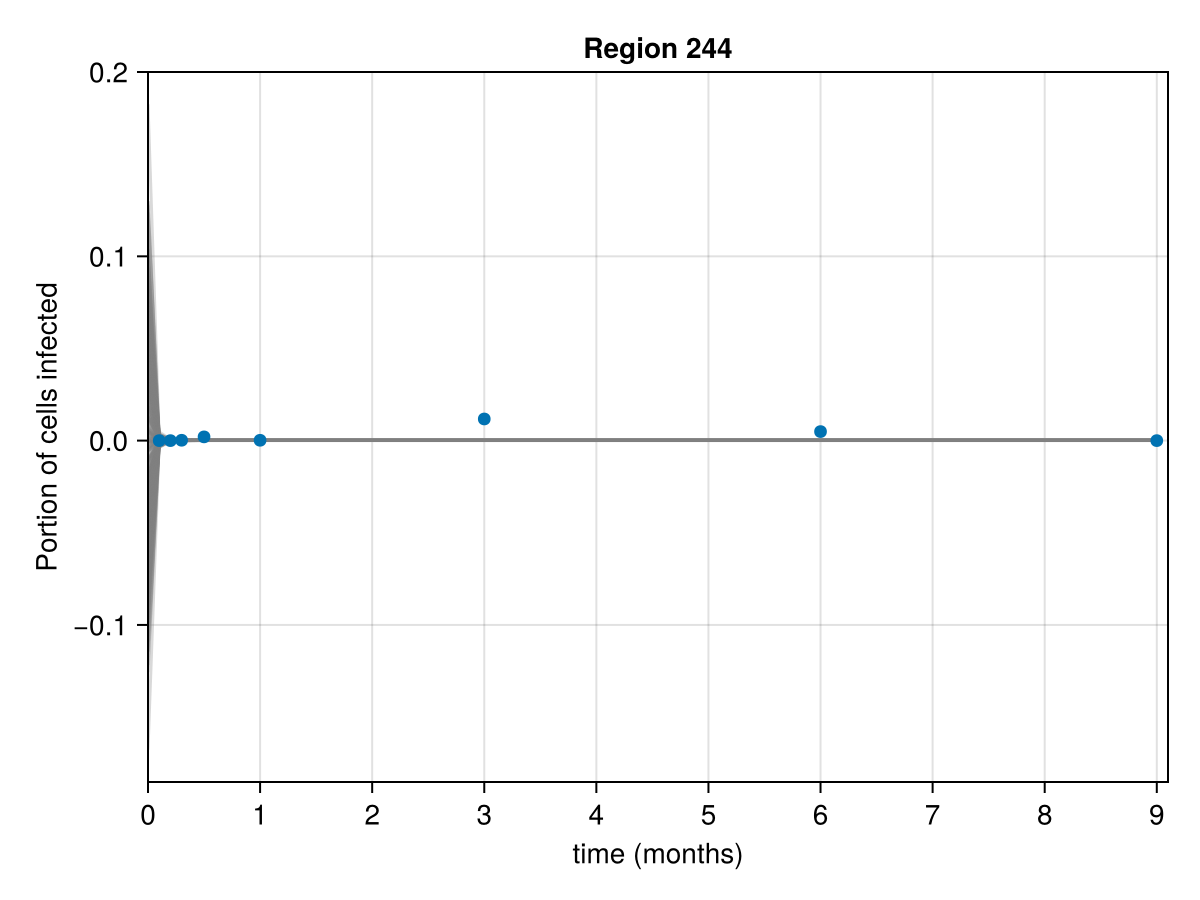 Region 244
0.2
0.1
0.0
−0.1
Portion of cells infected
0 1 2 3 4 5 6 7 8 9
time (months)